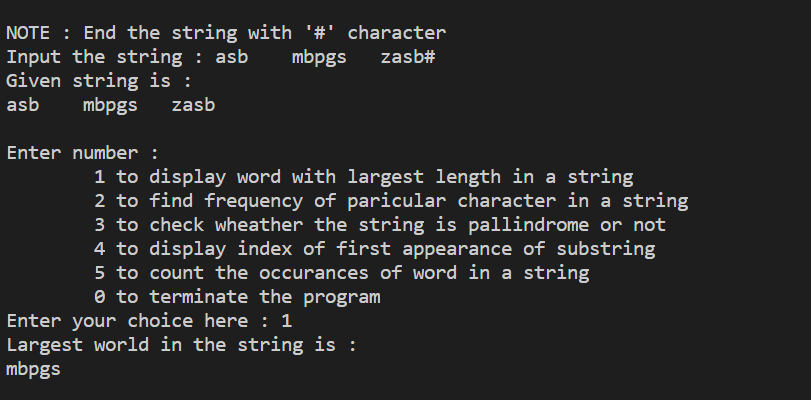 NOTE : End the string with '#' character
Input the string : asb    mbpgs   zasb#
Given string is :
asb    mbpgs   zasb
Enter number :
        1 to display word with largest length in a string
        2 to find frequency of paricular character in a string
        3 to check wheather the string is pallindrome or not
        4 to display index of first appearance of substring
        5 to count the occurances of word in a string
        0 to terminate the program
Enter your choice here : 1
Largest world in the string is :
mbpgs